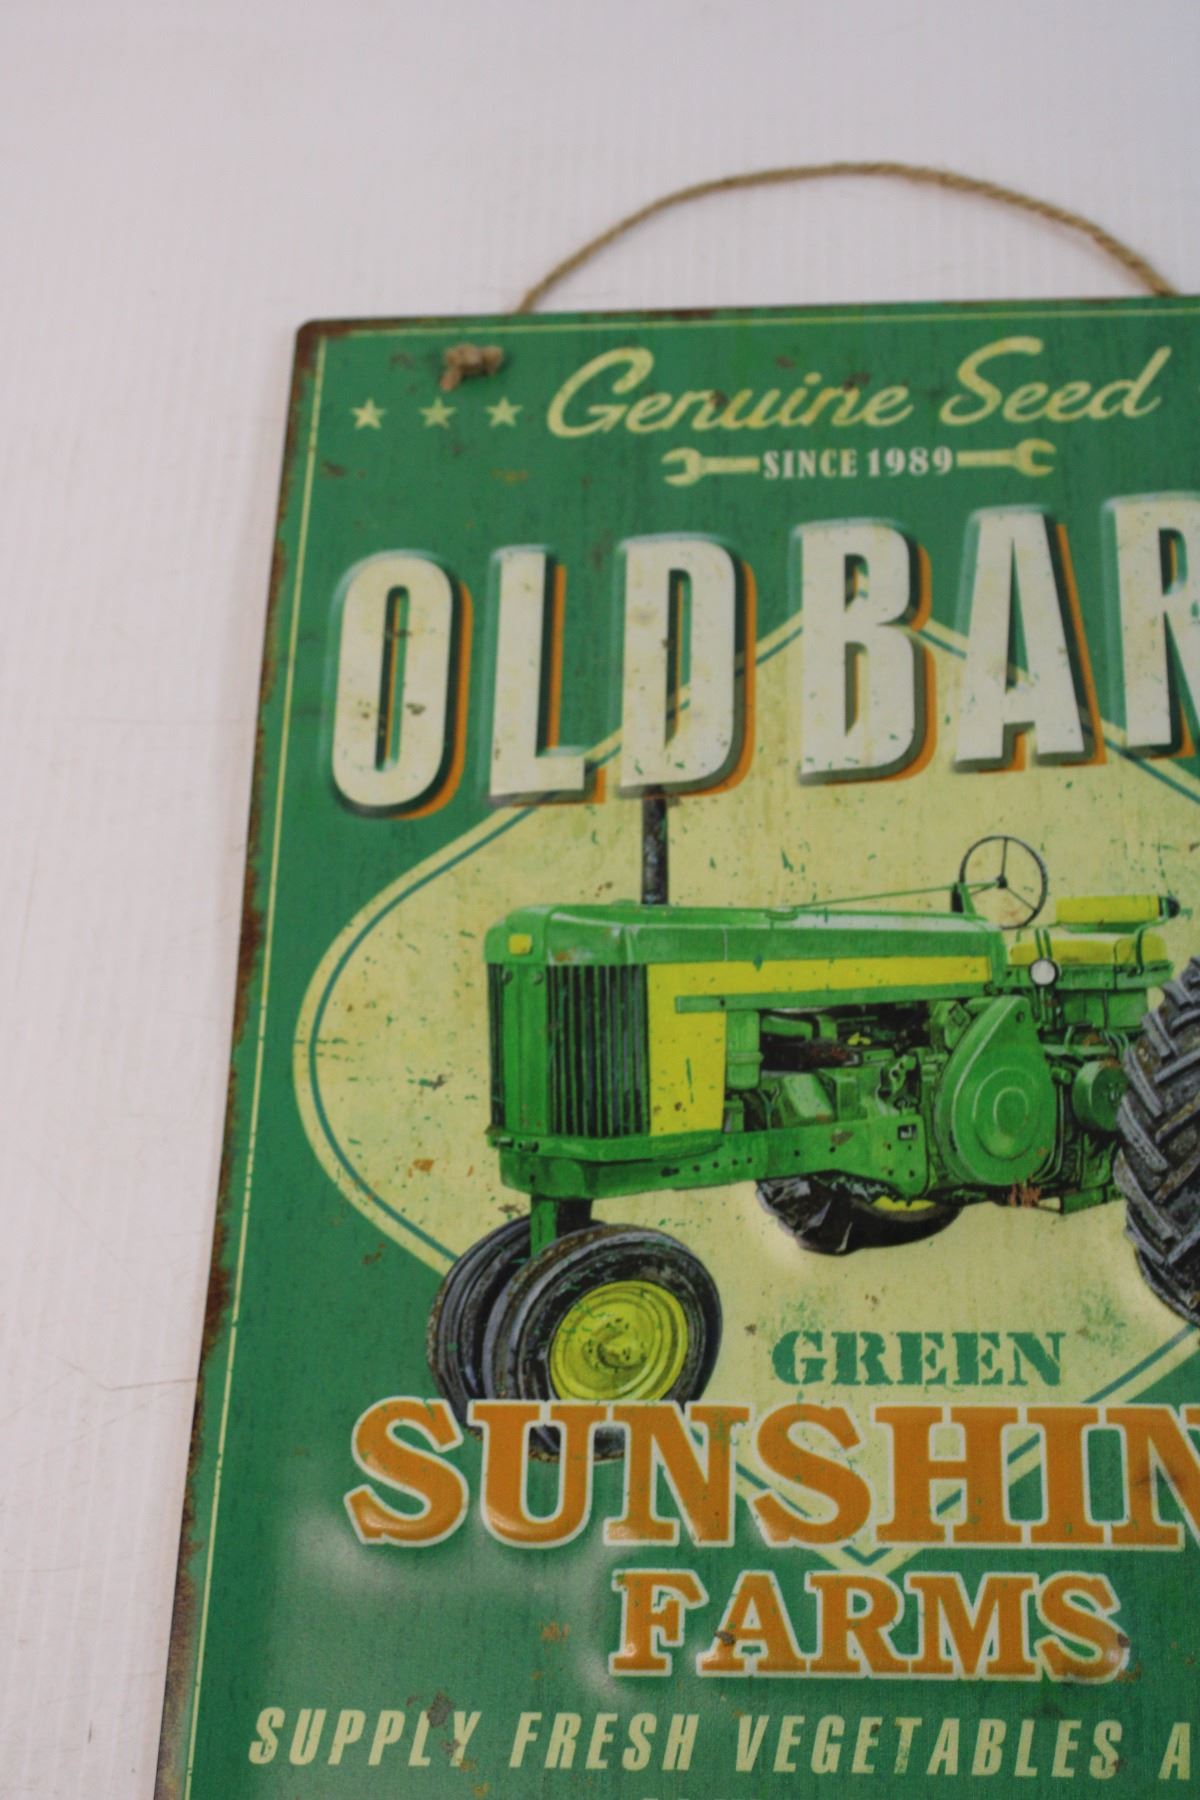 Genuine Seed
SINCE 1989
OLD BAR
GREEN
SUNSHIN
FARMS
SUPPLY FRESH VEGETABLES A